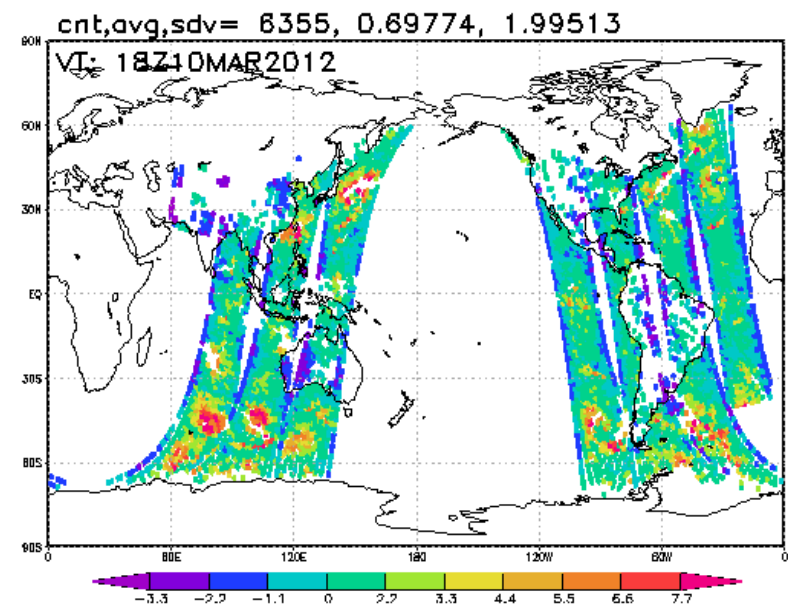 cnt,avg,sdv= 6355, 0.69774, 1.99513
VT: 18Z10MAR2012
90N
60N
30N
EQ
30S
60S
90S
0 60E 120E 180 120W 60W 0
-3.3 -2.2 -1.1 0 2.2 3.3 4.4 5.5 6.6 7.7